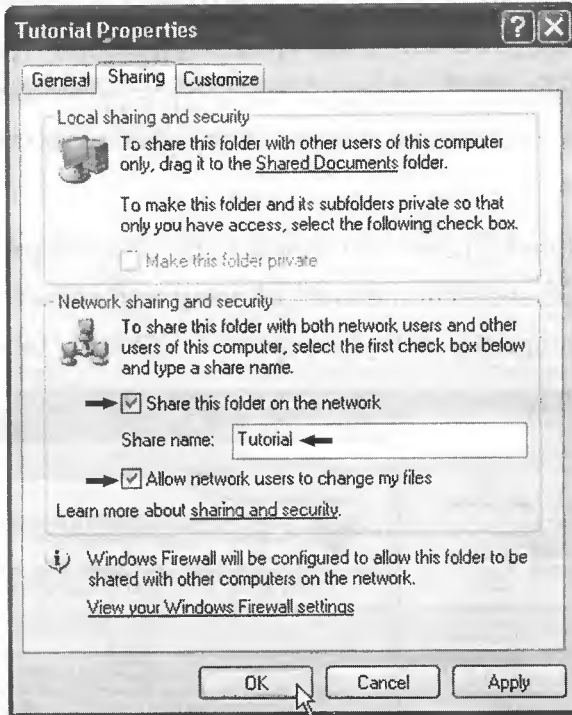 Tutorial Properties
General Sharing Customize
Local sharing and security
To share this folder with other users of this computer
only, drag it to the Shared Documents folder.
To make this folder and its subfolders private so that
only you have access, select the following check box.
Make this folder private
Network sharing and security
To share this folder with both network users and other
users of this computer, select the first check box below
and type a share name.
Share this folder on the network
Share name: Tutorial
Allow network users to change my files
Learn more about sharing and security.
Windows Firewall will be configured to allow this folder to be
shared with other computers on the network.
View your Windows Firewall settings
OK Cancel Apply